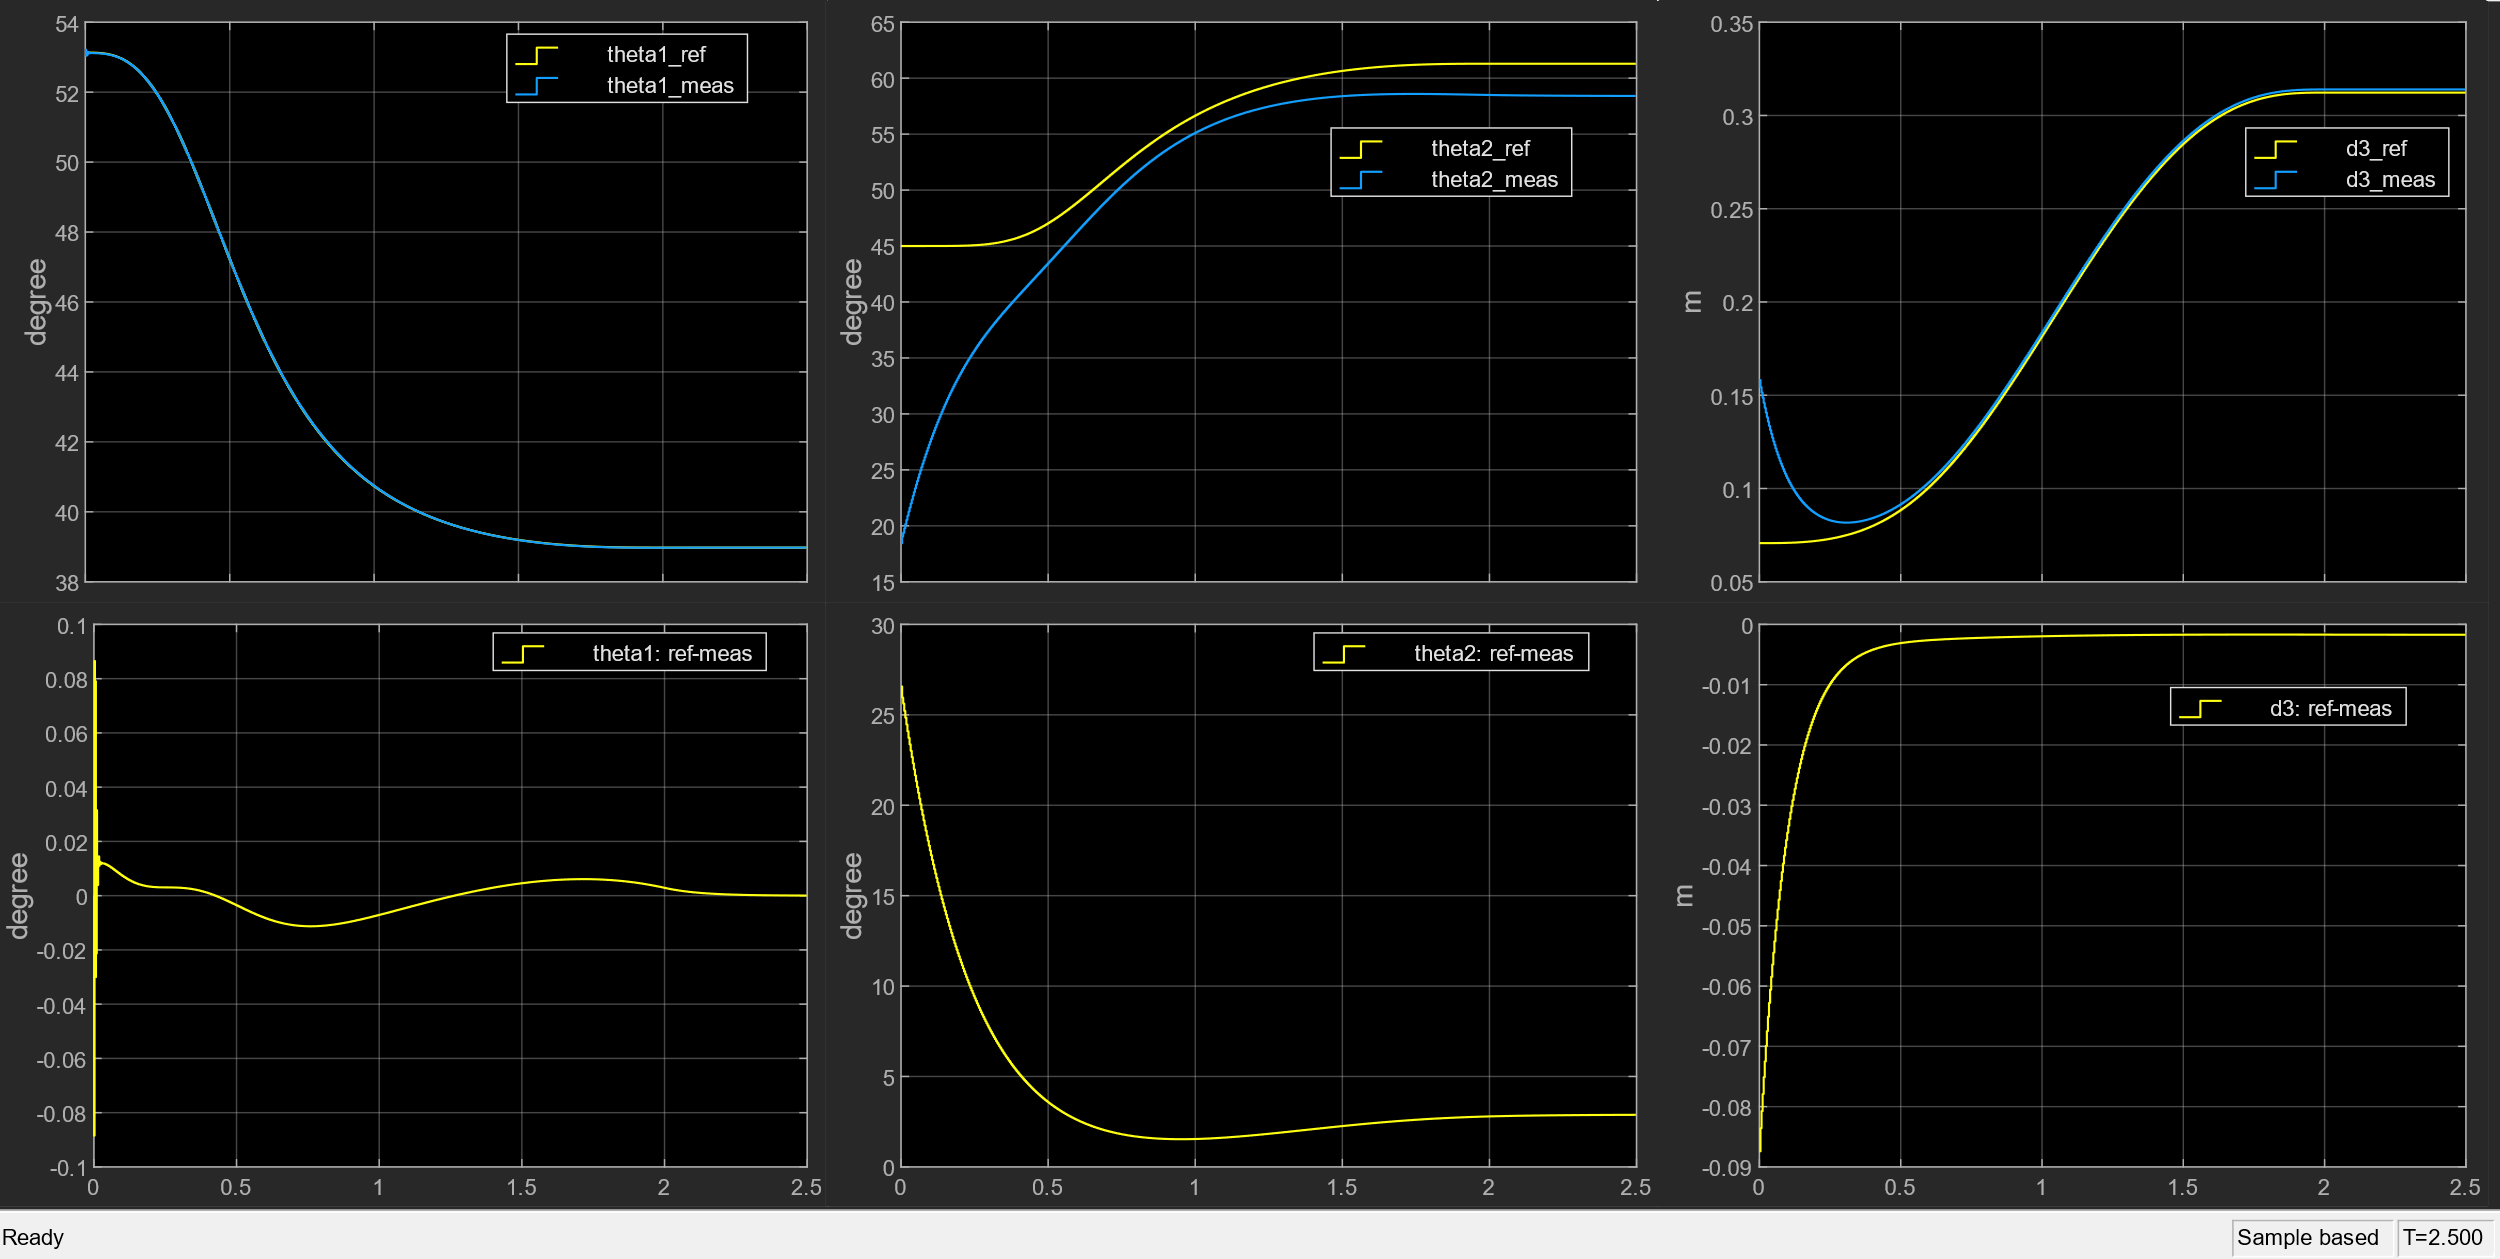 54
52
50
48
46
44
42
40
38
degree
theta1_ref
theta1_meas
65
60
55
50
45
40
35
30
25
20
15
degree
theta2_ref
theta2_meas
0.35
0.3
0.25
0.2
0.15
0.1
0.05
m
d3_ref
d3_meas
0.1
0.08
0.06
0.04
0.02
0
-0.02
-0.04
-0.06
-0.08
-0.1
degree
theta1: ref-meas
0 0.5 1 1.5 2 2.5
30
25
20
15
10
5
0
degree
theta2: ref-meas
0 0.5 1 1.5 2 2.5
0
-0.01
-0.02
-0.03
-0.04
-0.05
-0.06
-0.07
-0.08
-0.09
m
d3: ref-meas
0 0.5 1 1.5 2 2.5
Ready
Sample based T=2.500